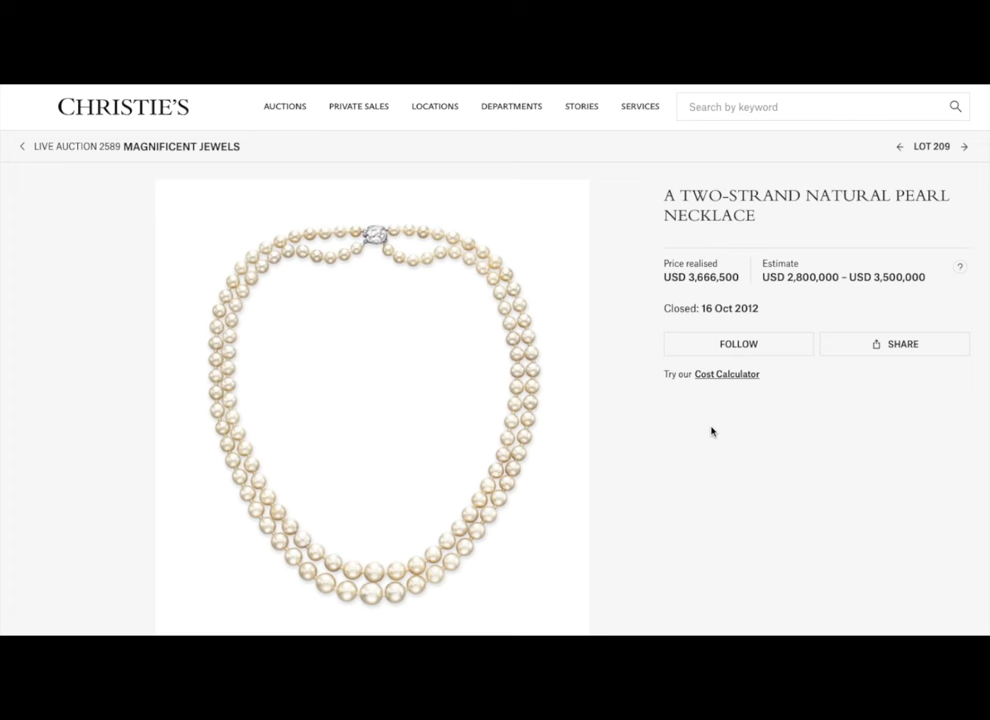 CHRISTIE'S
AUCTIONS PRIVATE SALES LOCATIONS DEPARTMENTS STORIES SERVICES Search by keyword
LIVE AUCTION 2589 MAGNIFICENT JEWELS
LOT 209
A TWO-STRAND NATURAL PEARL
NECKLACE
Price realised Estimate ?
USD 3,666,500 USD 2,800,000 – USD 3,500,000
Closed: 16 Oct 2012
FOLLOW SHARE
Try our Cost Calculator